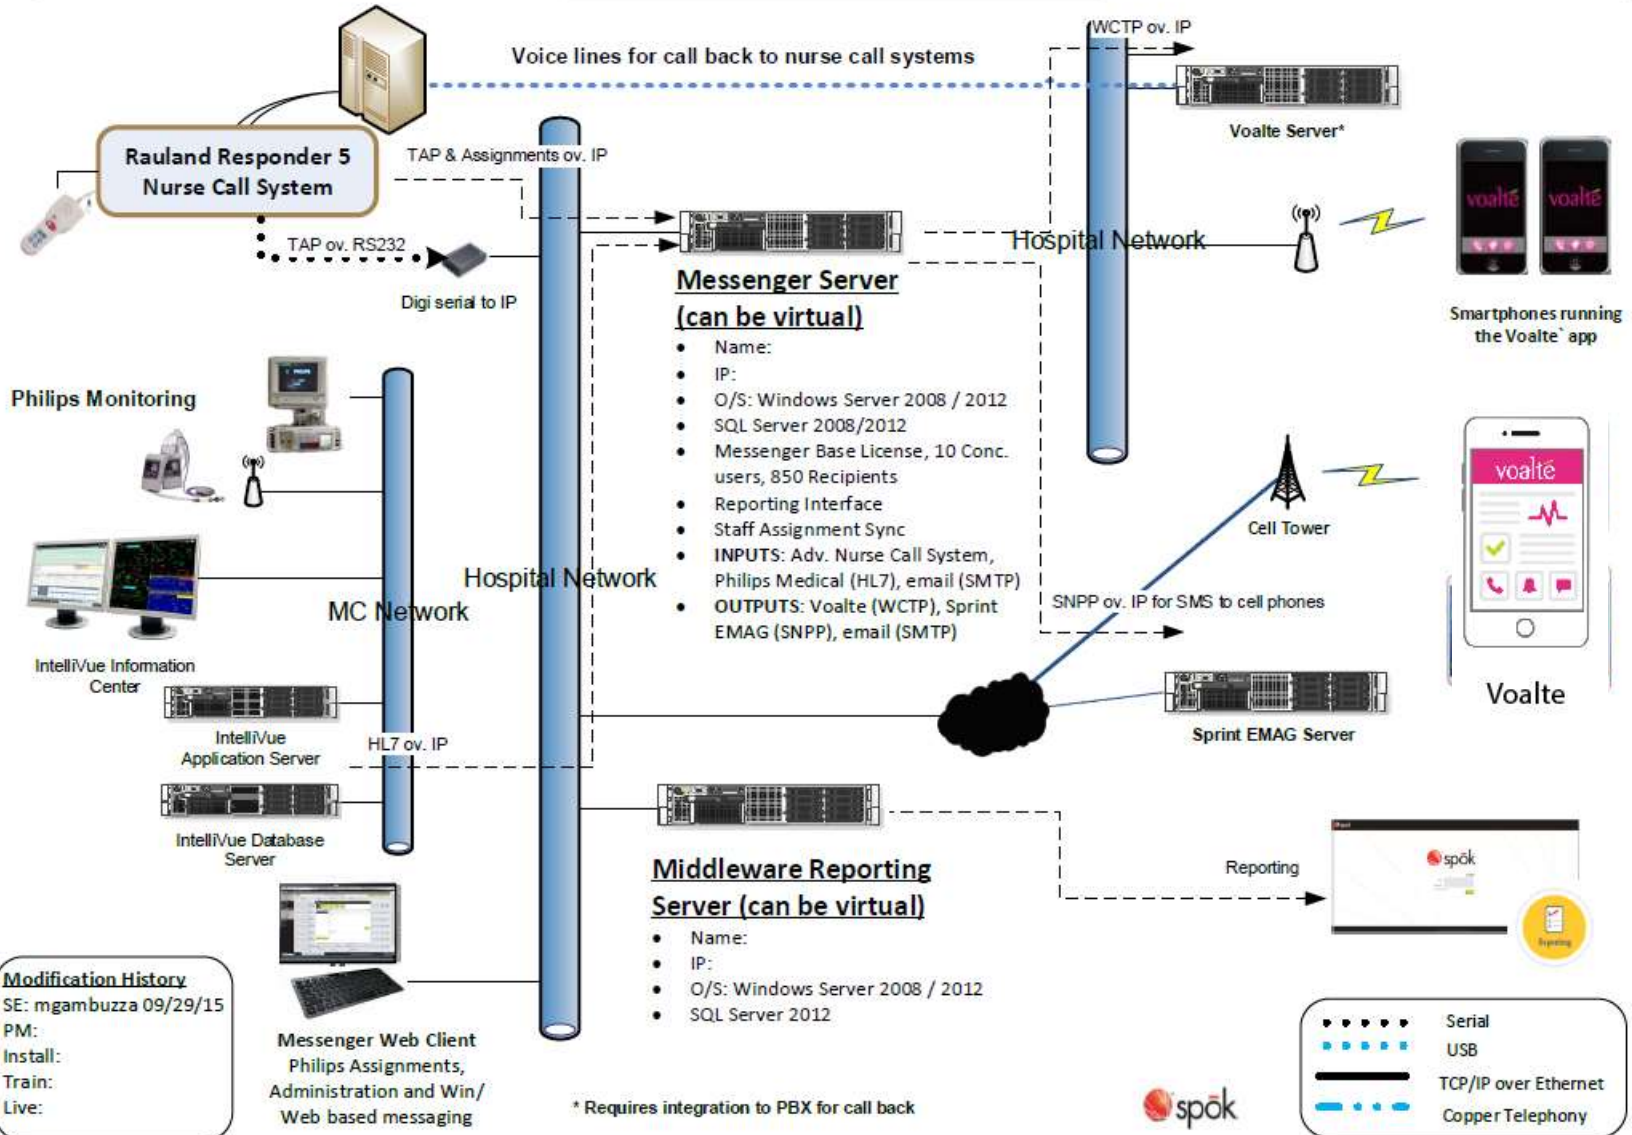 WCTP ov. IP
Voice lines for call back to nurse call systems
Voalte Server*
Rauland Responder 5
Nurse Call System
TAP & Assignments ov. IP
TAP ov. RS232
Digi serial to IP
Hospital Network
voalté
voalté
Smartphones running
the Voalte` app
Messenger Server
(can be virtual)
• Name:
• IP:
• O/S: Windows Server 2008 / 2012
• SQL Server 2008/2012
• Messenger Base License, 10 Conc.
users, 850 Recipients
• Reporting Interface
• Staff Assignment Sync
• INPUTS: Adv. Nurse Call System,
Philips Medical (HL7), email (SMTP)
• OUTPUTS: Voalte (WCTP), Sprint
EMAG (SNPP), email (SMTP)
Philips Monitoring
IntelliVue Information
Center
MC Network
Hospital Network
IntelliVue
Application Server
HL7 ov. IP
IntelliVue Database
Server
Cell Tower
SNPP ov. IP for SMS to cell phones
voalté
Voalte
Sprint EMAG Server
Middleware Reporting
Server (can be virtual)
• Name:
• IP:
• O/S: Windows Server 2008 / 2012
• SQL Server 2012
Reporting
spōk
Reporting
Messenger Web Client
Philips Assignments,
Administration and Win/
Web based messaging
Modification History
SE: mgambuzza 09/29/15
PM:
Install:
Train:
Live:
* Requires integration to PBX for call back
spōk
Serial
USB
TCP/IP over Ethernet
Copper Telephony